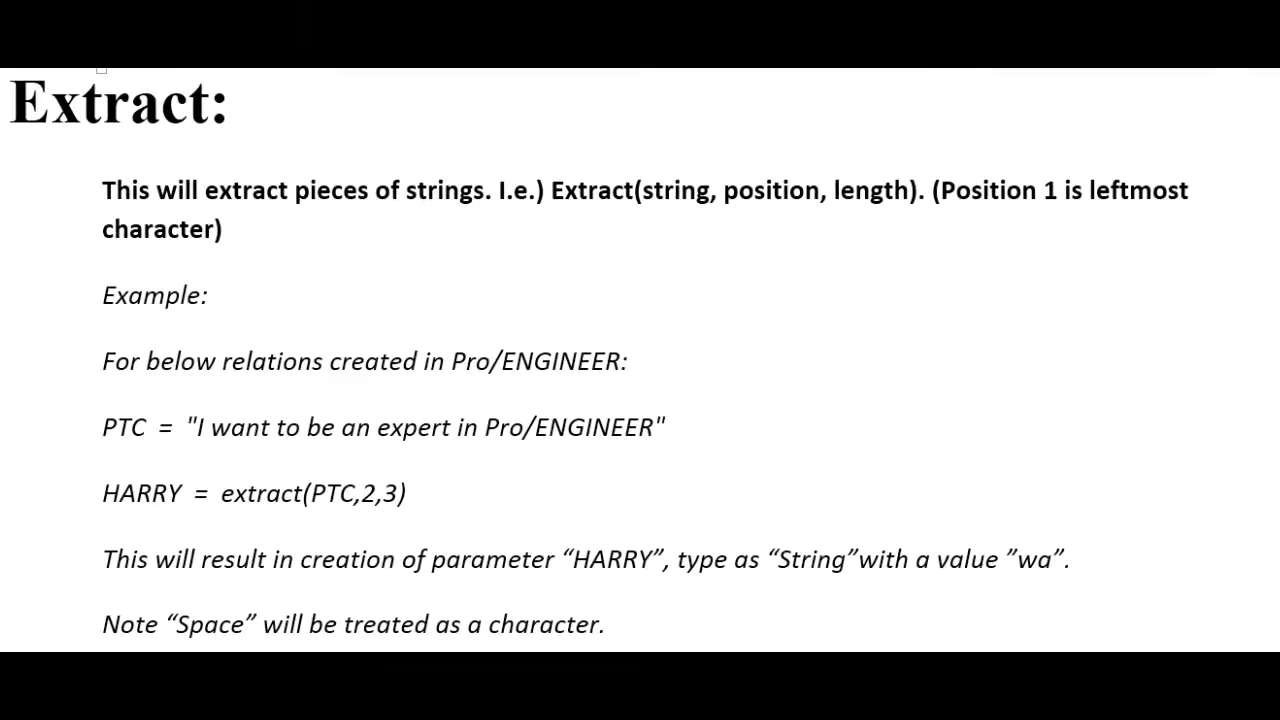 Extract:
This will extract pieces of strings. I.e.) Extract(string, position, length). (Position 1 is leftmost
character)
Example:
For below relations created in Pro/ENGINEER:
PTC = "I want to be an expert in Pro/ENGINEER"
HARRY = extract(PTC,2,3)
This will result in creation of parameter “HARRY”, type as “String”with a value ”wa”.
Note “Space” will be treated as a character.